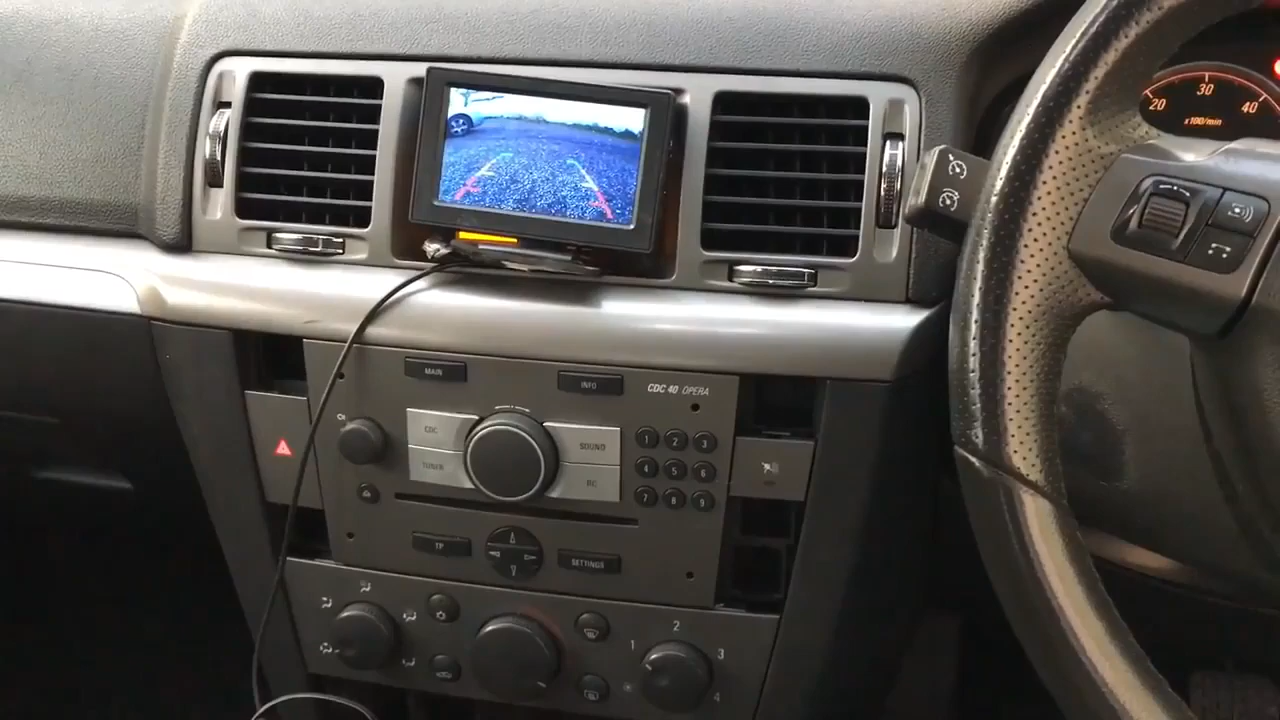 20 30 40
x100/min
MAIN
INFO
CDC 40 OPERA
CDC
SOUND
TUNER
BC
1 2 3
4 5 6
7 8 9
TP
SETTINGS
1 2 3 4